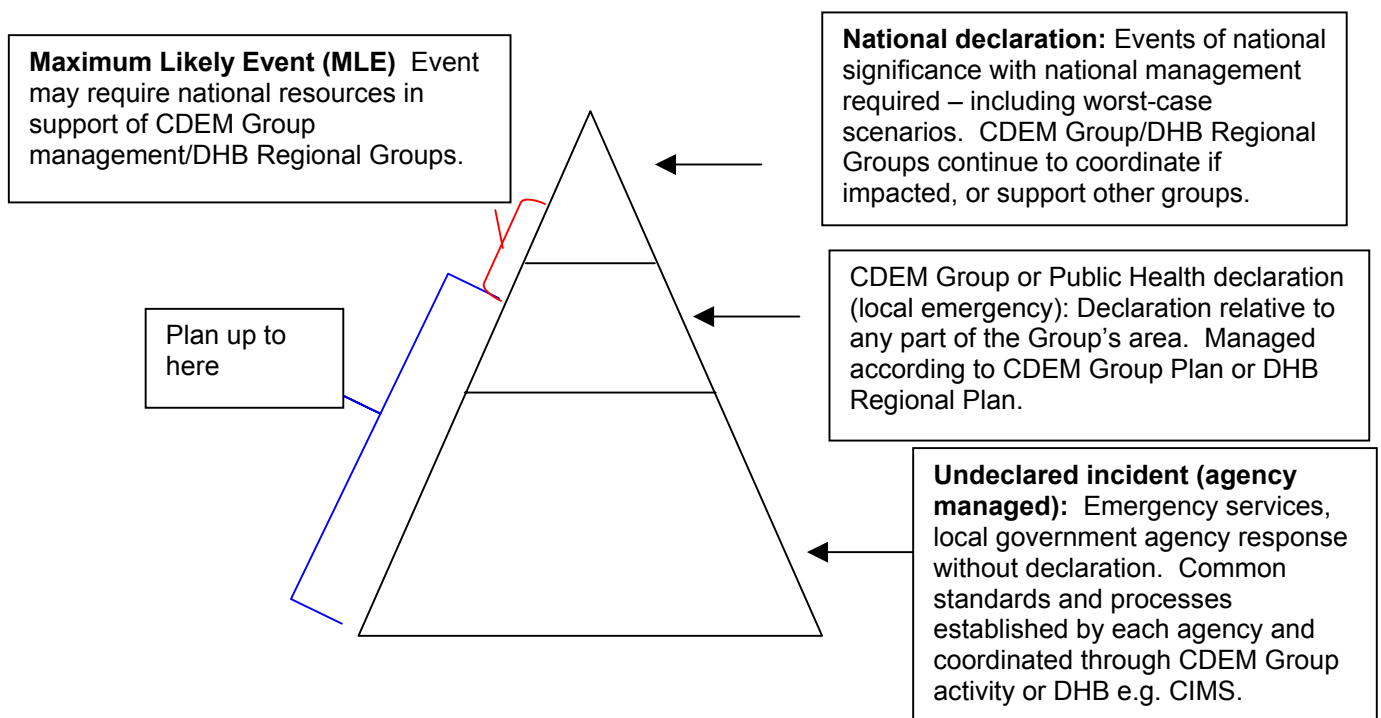 Maximum Likely Event (MLE) Event
may require national resources in
support of CDEM Group
management/DHB Regional Groups.
National declaration: Events of national
significance with national management
required – including worst-case
scenarios. CDEM Group/DHB Regional
Groups continue to coordinate if
impacted, or support other groups.
Plan up to
here
CDEM Group or Public Health declaration
(local emergency): Declaration relative to
any part of the Group’s area. Managed
according to CDEM Group Plan or DHB
Regional Plan.
Undeclared incident (agency
managed): Emergency services,
local government agency response
without declaration. Common
standards and processes
established by each agency and
coordinated through CDEM Group
activity or DHB e.g. CIMS.